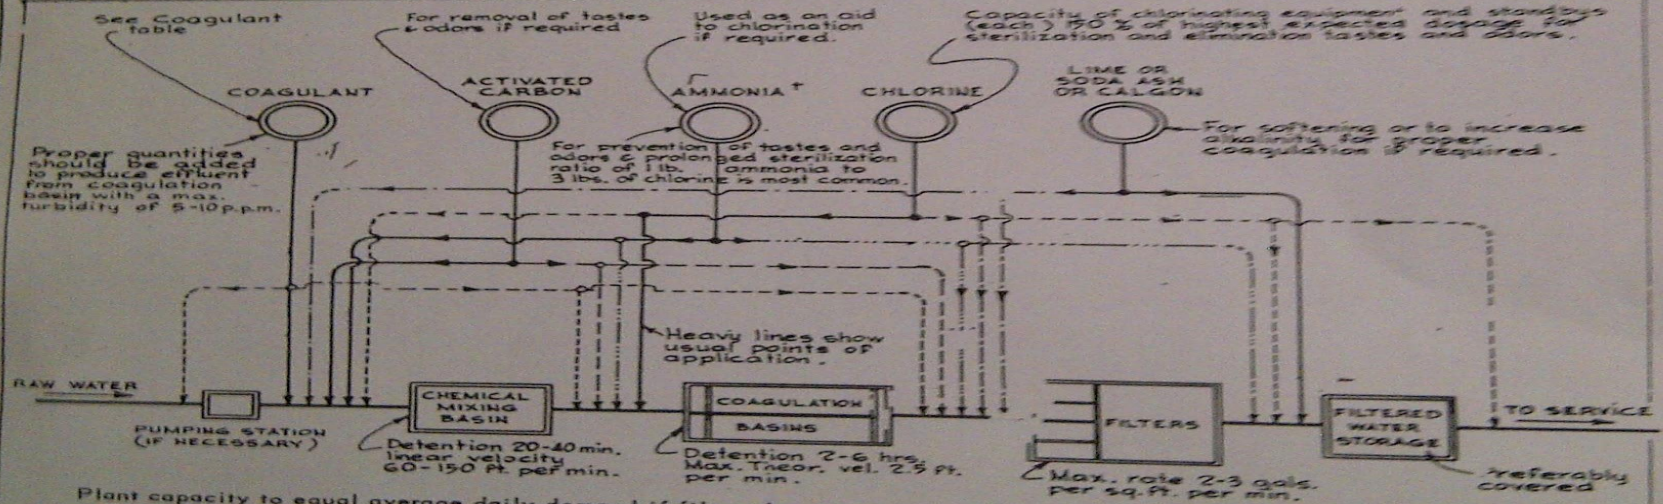 See Coagulant
table
For removal of tastes
& odors if required
Used as an aid
to chlorination
if required.
Capacity of chlorinating equipment and standbys
(each) 150 % of highest expected dosage for
sterilization and elimination tastes and odors.
COAGULANT
ACTIVATED
CARBON
AMMONIA +
CHLORINE
LIME OR
SODA ASH
OR CALGON
Proper quantities
should be added
to produce effluent
from coagulation
basin with a max.
turbidity of 5-10 p.p.m.
For prevention of tastes and
odors & prolonged sterilization
ratio of 1 lb. ammonia to
3 lbs. of chlorine is most common.
For softening or to increase
alkalinity for proper
coagulation if required.
Heavy lines show
usual points of
application.
RAW WATER
PUMPING STATION
(IF NECESSARY)
CHEMICAL
MIXING
BASIN
Detention 20-40 min.
linear velocity
60-150 ft. per min.
COAGULATION
BASINS
Detention 2-6 hrs.
Max. Theor. vel. 2.5 ft.
per min.
FILTERS
Max. rate 2-3 gals.
per sq. ft. per min.
FILTERED
WATER
STORAGE
TO SERVICE
Preferably
covered
Plant capacity to equal average daily